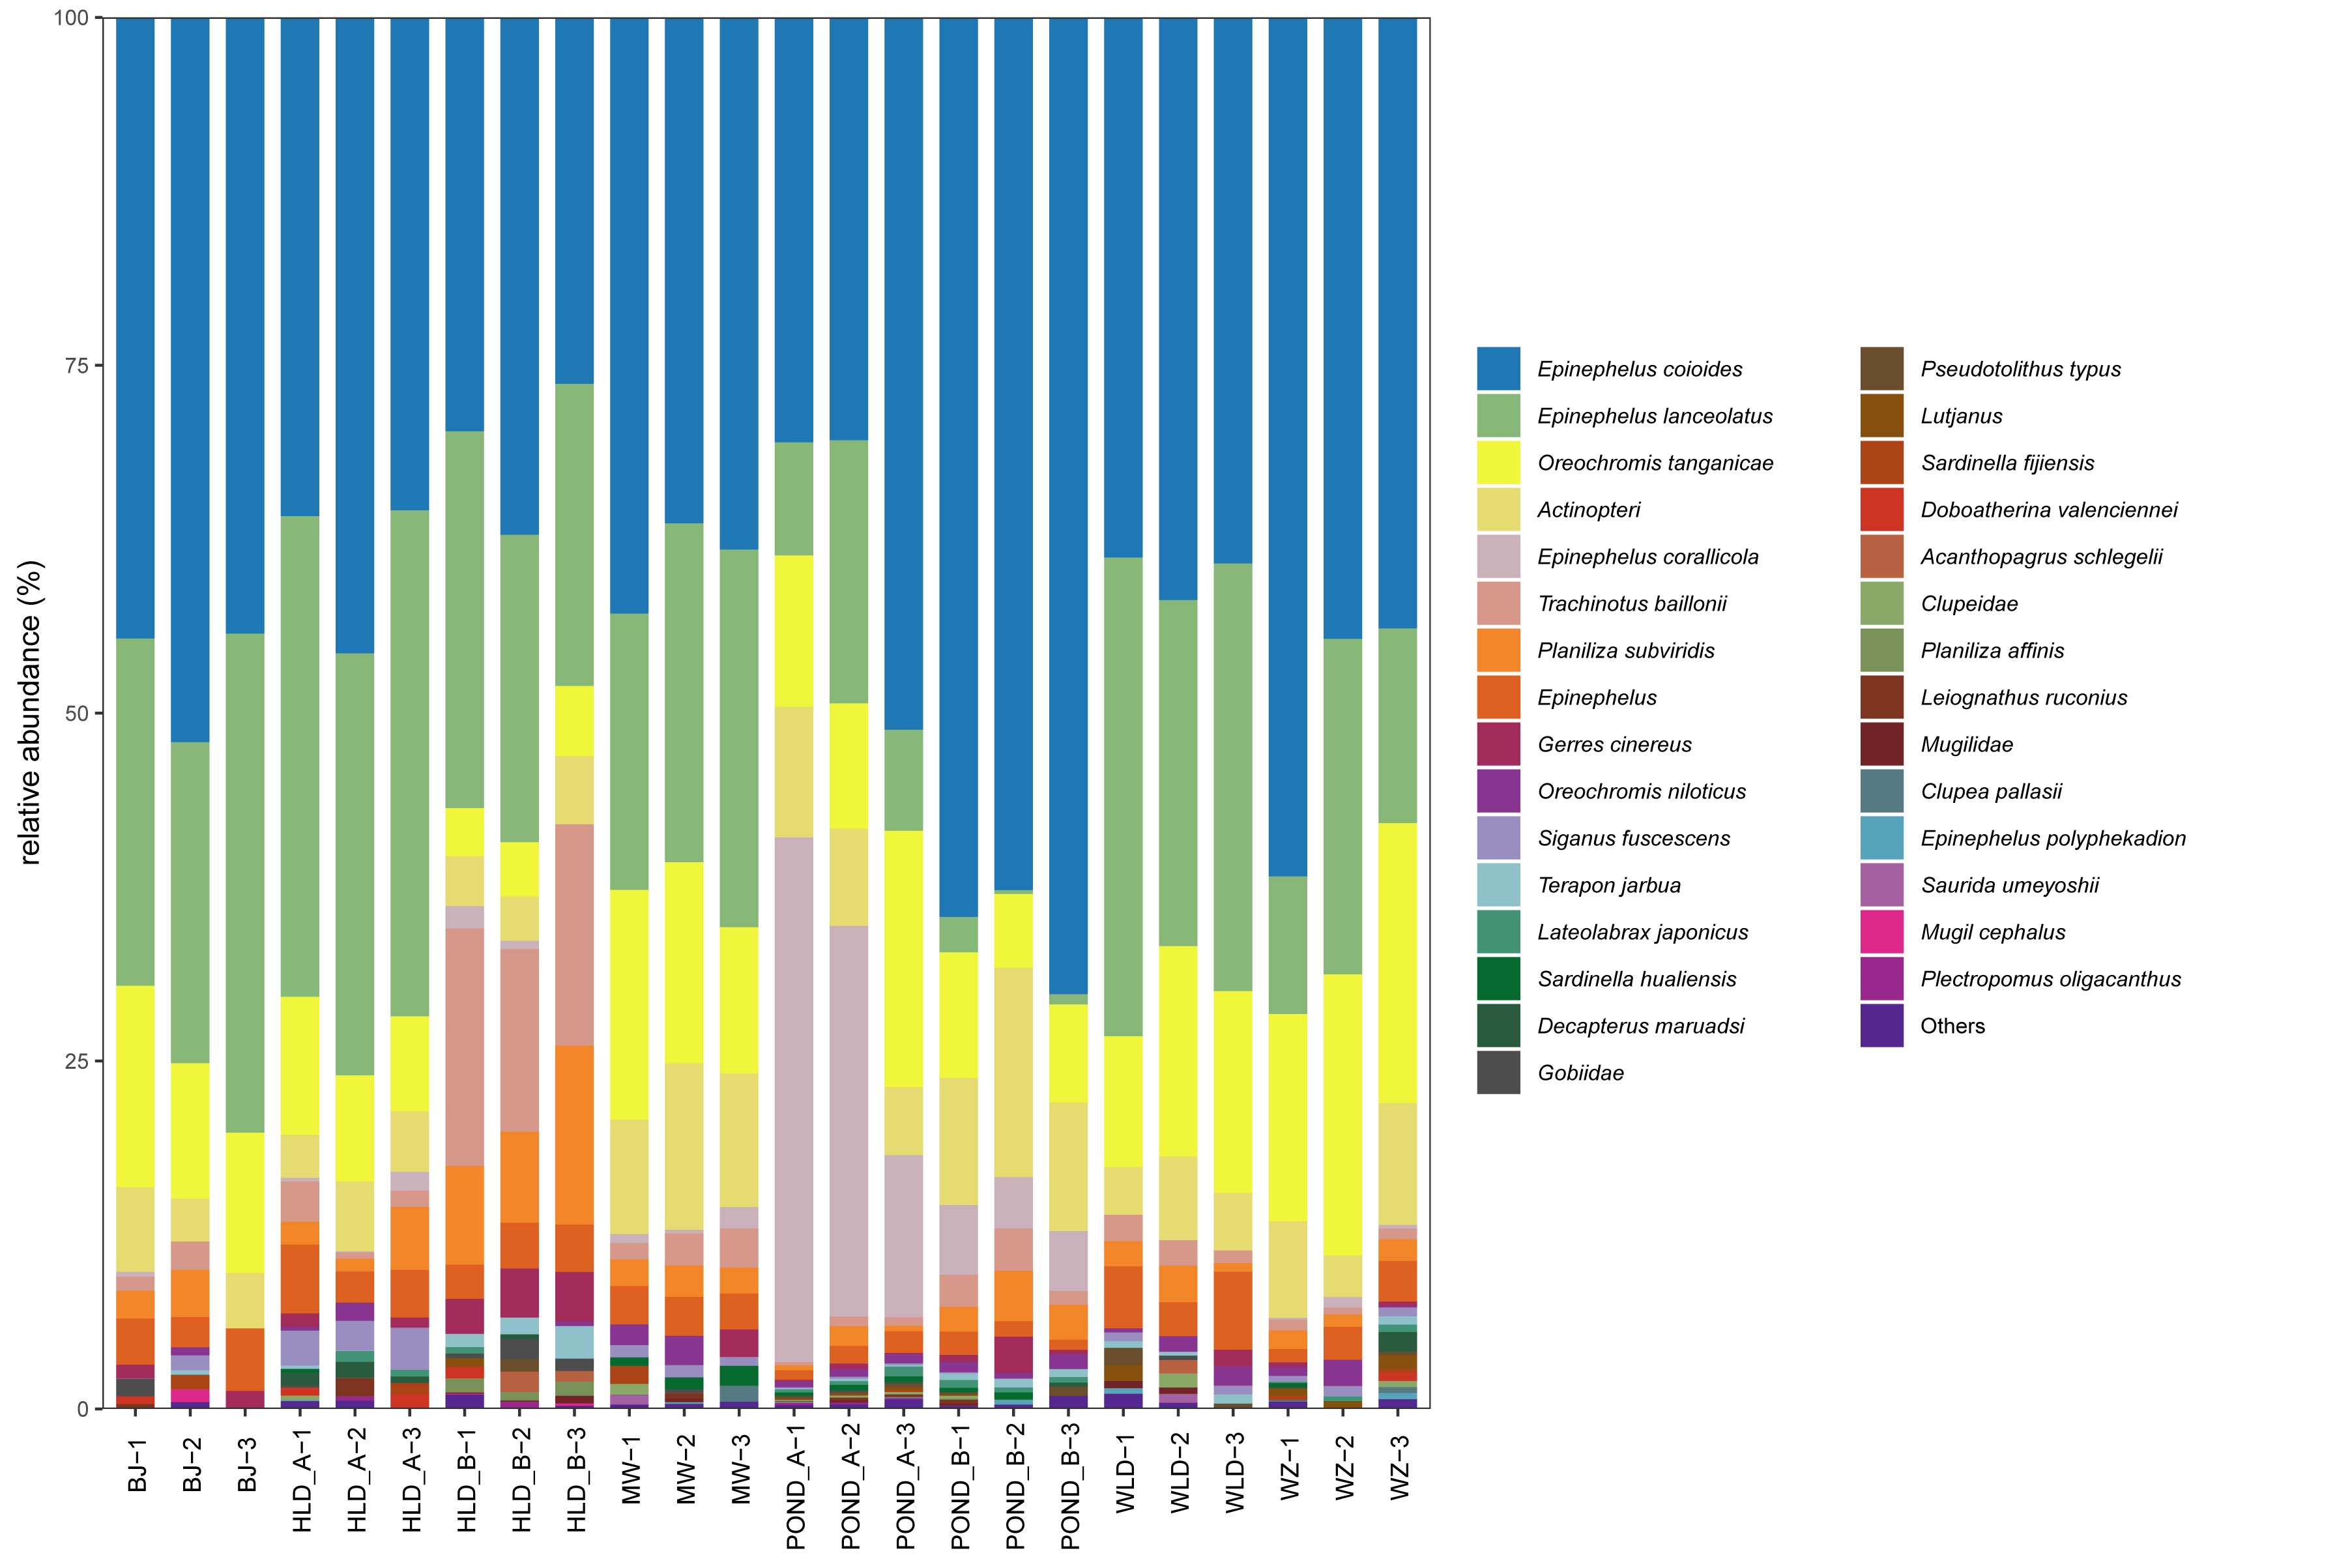 relative abundance (%)
100
75
50
25
0
BJ−1
BJ−2
BJ−3
HLD_A−1
HLD_A−2
HLD_A−3
HLD_B−1
HLD_B−2
HLD_B−3
MW−1
MW−2
MW−3
POND_A−1
POND_A−2
POND_A−3
POND_B−1
POND_B−2
POND_B−3
WLD−1
WLD−2
WLD−3
WZ−1
WZ−2
WZ−3
Epinephelus coioides
Epinephelus lanceolatus
Oreochromis tanganicae
Actinopteri
Epinephelus corallicola
Trachinotus baillonii
Planiliza subviridis
Epinephelus
Gerres cinereus
Oreochromis niloticus
Siganus fuscescens
Terapon jarbua
Lateolabrax japonicus
Sardinella hualiensis
Decapterus maruadsi
Gobiidae
Pseudotolithus typus
Lutjanus
Sardinella fijiensis
Doboatherina valenciennei
Acanthopagrus schlegelii
Clupeidae
Planiliza affinis
Leiognathus ruconius
Mugilidae
Clupea pallasii
Epinephelus polyphekadion
Saurida umeyoshii
Mugil cephalus
Plectropomus oligacanthus
Others